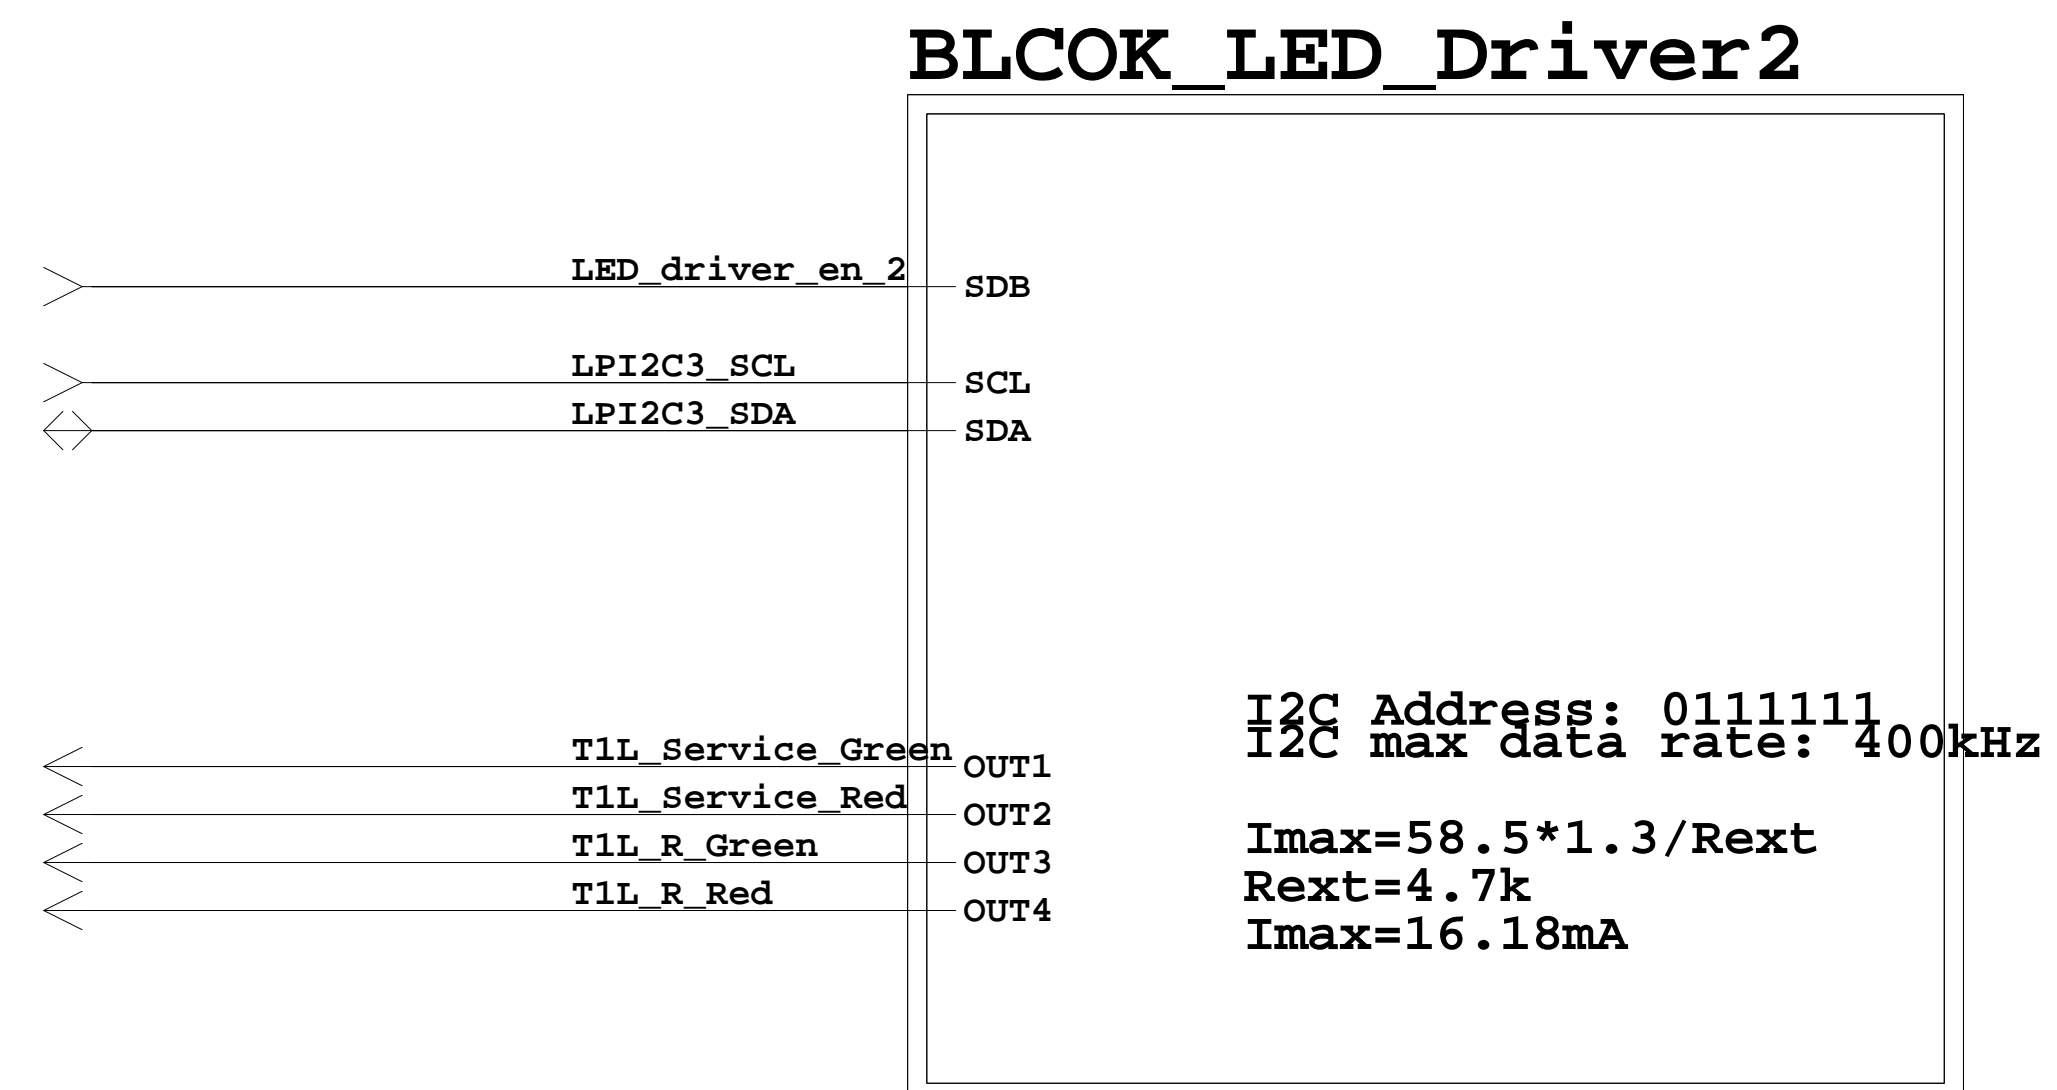 BLCOK_LED_Driver2
LED_driver_en_2
SDB
LPI2C3_SCL
SCL
LPI2C3_SDA
SDA
I2C Address: 0111111
I2C max data rate: 400kHz
T1L_Service_Green
OUT1
T1L_Service_Red
OUT2
T1L_R_Green
OUT3
T1L_R_Red
OUT4
Imax=58.5*1.3/Rext
Rext=4.7k
Imax=16.18mA